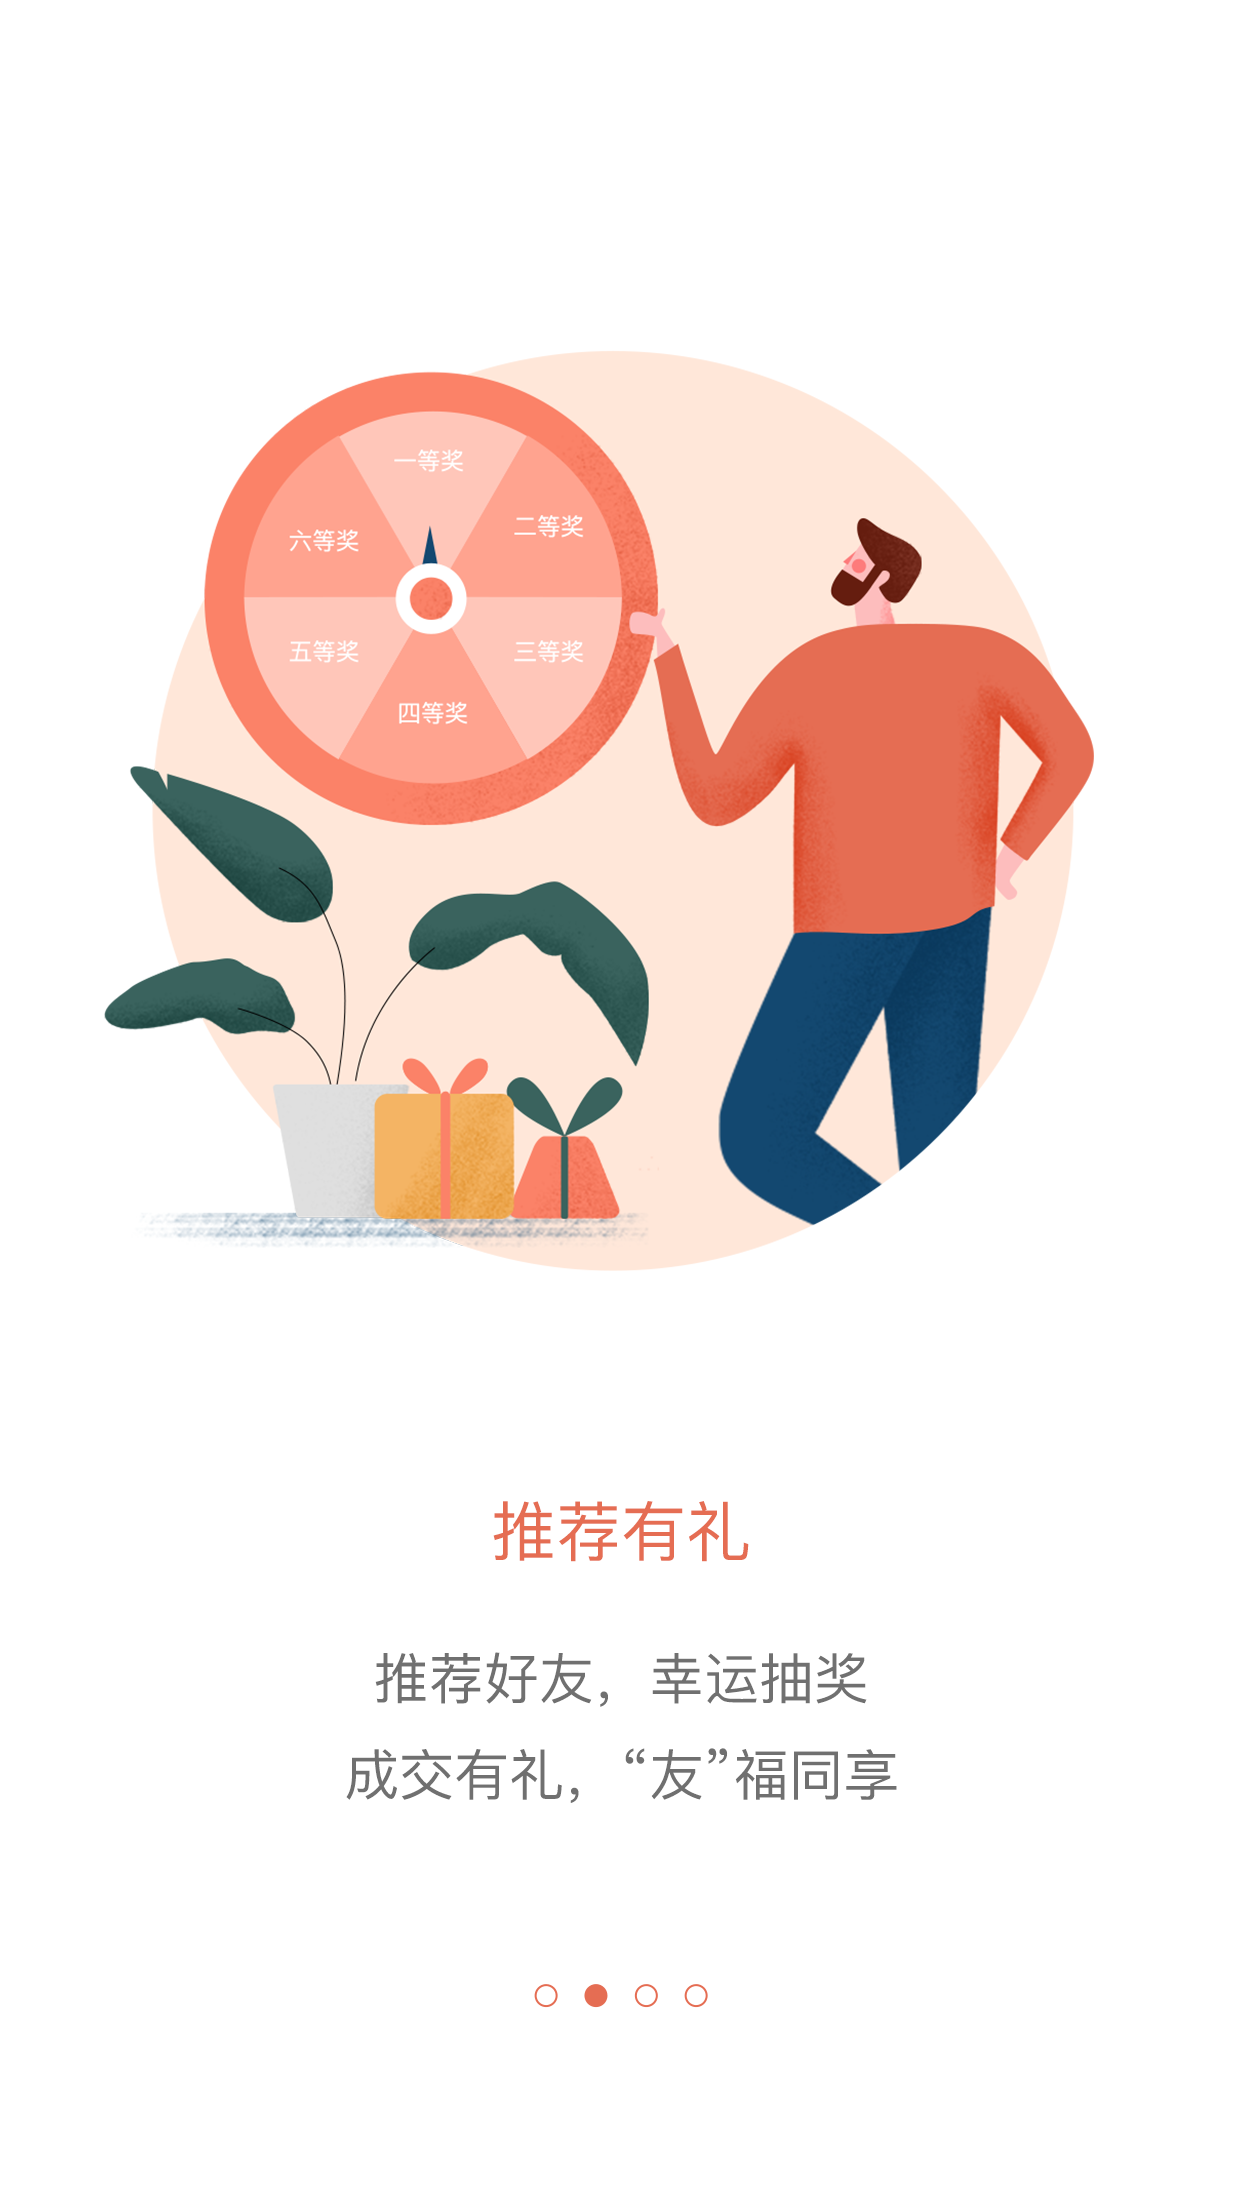 一等奖
二等奖
六等奖
五等奖
三等奖
四等奖
推荐有礼
推荐好友，幸运抽奖
成交有礼，“友”福同享